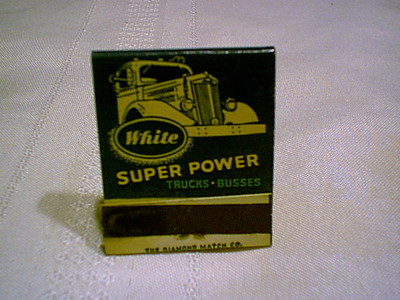 White
SUPER POWER
TRUCKS · BUSSES
THE DIAMOND MATCH CO.